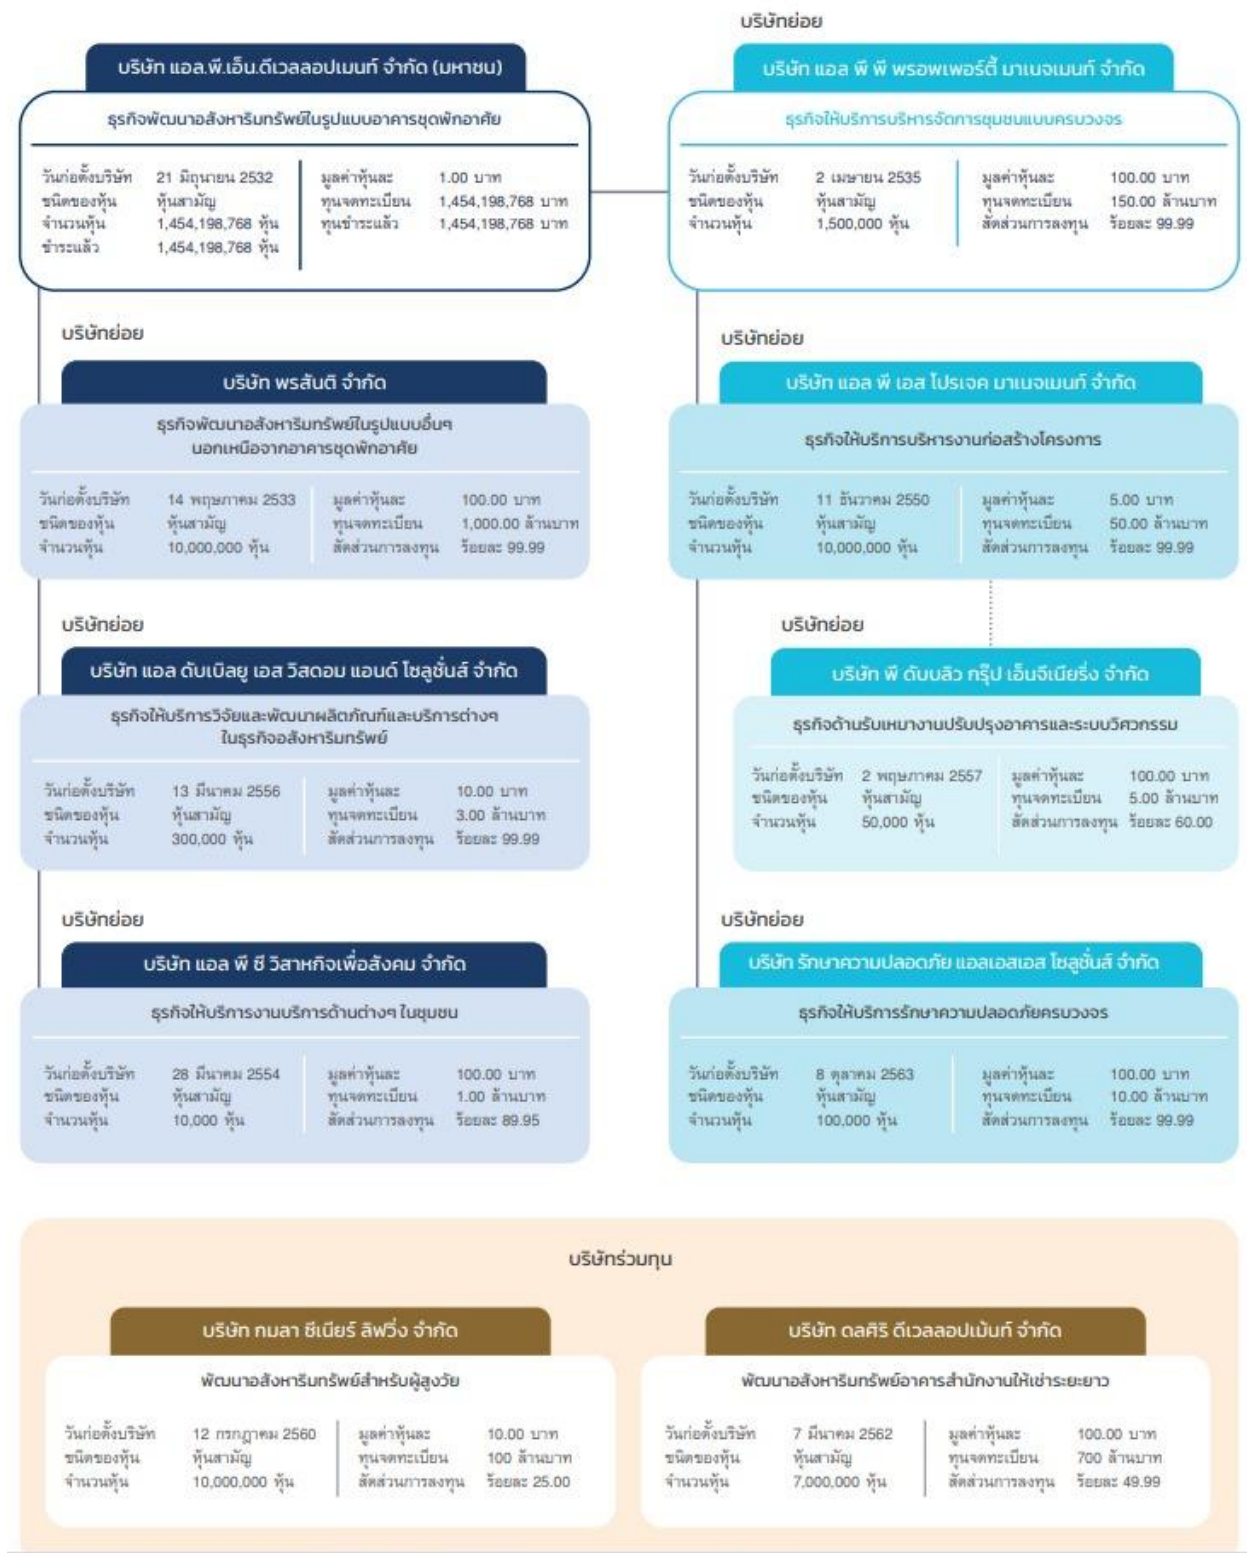 บริษัท แอล.พี.เอ็น.ดีเวลลอปเมนท์ จำกัด (มหาชน)
ธุรกิจพัฒนาอสังหาริมทรัพย์ในรูปแบบอาคารชุดพักอาศัย
วันก่อตั้งบริษัท 21 มิถุนายน 2532 มูลค่าหุ้นละ 1.00 บาท
ชนิดของหุ้น หุ้นสามัญ ทุนจดทะเบียน 1,454,198,768 บาท
จำนวนหุ้น 1,454,198,768 หุ้น ทุนชำระแล้ว 1,454,198,768 บาท
ชำระแล้ว 1,454,198,768 หุ้น
บริษัทย่อย
บริษัท แอล พี พี พรอพเพอร์ตี้ มาเนจเมนท์ จำกัด
ธุรกิจให้บริการบริหารจัดการชุมชนแบบครบวงจร
วันก่อตั้งบริษัท 2 เมษายน 2535 มูลค่าหุ้นละ 100.00 บาท
ชนิดของหุ้น หุ้นสามัญ ทุนจดทะเบียน 150.00 ล้านบาท
จำนวนหุ้น 1,500,000 หุ้น สัดส่วนการลงทุน ร้อยละ 99.99
บริษัทย่อย
บริษัท พรสันติ จำกัด
ธุรกิจพัฒนาอสังหาริมทรัพย์ในรูปแบบอื่นๆ
นอกเหนือจากอาคารชุดพักอาศัย
วันก่อตั้งบริษัท 14 พฤษภาคม 2533 มูลค่าหุ้นละ 100.00 บาท
ชนิดของหุ้น หุ้นสามัญ ทุนจดทะเบียน 1,000.00 ล้านบาท
จำนวนหุ้น 10,000,000 หุ้น สัดส่วนการลงทุน ร้อยละ 99.99
บริษัทย่อย
บริษัท แอล พี เอส โปรเจค มาเนจเมนท์ จำกัด
ธุรกิจให้บริการบริหารงานก่อสร้างโครงการ
วันก่อตั้งบริษัท 11 ธันวาคม 2550 มูลค่าหุ้นละ 5.00 บาท
ชนิดของหุ้น หุ้นสามัญ ทุนจดทะเบียน 50.00 ล้านบาท
จำนวนหุ้น 10,000,000 หุ้น สัดส่วนการลงทุน ร้อยละ 99.99
บริษัทย่อย
บริษัท แอล ดับเบิลยู เอส วิสดอม แอนด์ โซลูชั่นส์ จำกัด
ธุรกิจให้บริการวิจัยและพัฒนาผลิตภัณฑ์และบริการต่างๆ
ในธุรกิจอสังหาริมทรัพย์
วันก่อตั้งบริษัท 13 มีนาคม 2556 มูลค่าหุ้นละ 10.00 บาท
ชนิดของหุ้น หุ้นสามัญ ทุนจดทะเบียน 3.00 ล้านบาท
จำนวนหุ้น 300,000 หุ้น สัดส่วนการลงทุน ร้อยละ 99.99
บริษัทย่อย
บริษัท พี ดับบลิว กรุ๊ป เอ็นจีเนียริ่ง จำกัด
ธุรกิจด้านรับเหมางานปรับปรุงอาคารและระบบวิศวกรรม
วันก่อตั้งบริษัท 2 พฤษภาคม 2557 มูลค่าหุ้นละ 100.00 บาท
ชนิดของหุ้น หุ้นสามัญ ทุนจดทะเบียน 5.00 ล้านบาท
จำนวนหุ้น 50,000 หุ้น สัดส่วนการลงทุน ร้อยละ 60.00
บริษัทย่อย
บริษัท แอล พี ซี วิสาหกิจเพื่อสังคม จำกัด
ธุรกิจให้บริการงานบริการด้านต่างๆ ในชุมชน
วันก่อตั้งบริษัท 28 มีนาคม 2554 มูลค่าหุ้นละ 100.00 บาท
ชนิดของหุ้น หุ้นสามัญ ทุนจดทะเบียน 1.00 ล้านบาท
จำนวนหุ้น 10,000 หุ้น สัดส่วนการลงทุน ร้อยละ 89.95
บริษัทย่อย
บริษัท รักษาความปลอดภัย แอลเอสเอส โซลูชั่นส์ จำกัด
ธุรกิจให้บริการรักษาความปลอดภัยครบวงจร
วันก่อตั้งบริษัท 8 ตุลาคม 2563 มูลค่าหุ้นละ 100.00 บาท
ชนิดของหุ้น หุ้นสามัญ ทุนจดทะเบียน 10.00 ล้านบาท
จำนวนหุ้น 100,000 หุ้น สัดส่วนการลงทุน ร้อยละ 99.99
บริษัทร่วมทุน
บริษัท กมลา ซีเนียร์ ลิฟวิ่ง จำกัด
พัฒนาอสังหาริมทรัพย์สำหรับผู้สูงวัย
วันก่อตั้งบริษัท 12 กรกฎาคม 2560 มูลค่าหุ้นละ 10.00 บาท
ชนิดของหุ้น หุ้นสามัญ ทุนจดทะเบียน 100 ล้านบาท
จำนวนหุ้น 10,000,000 หุ้น สัดส่วนการลงทุน ร้อยละ 25.00
บริษัท ดลศิริ ดีเวลลอปเม้นท์ จำกัด
พัฒนาอสังหาริมทรัพย์อาคารสำนักงานให้เช่าระยะยาว
วันก่อตั้งบริษัท 7 มีนาคม 2562 มูลค่าหุ้นละ 100.00 บาท
ชนิดของหุ้น หุ้นสามัญ ทุนจดทะเบียน 700 ล้านบาท
จำนวนหุ้น 7,000,000 หุ้น สัดส่วนการลงทุน ร้อยละ 49.99